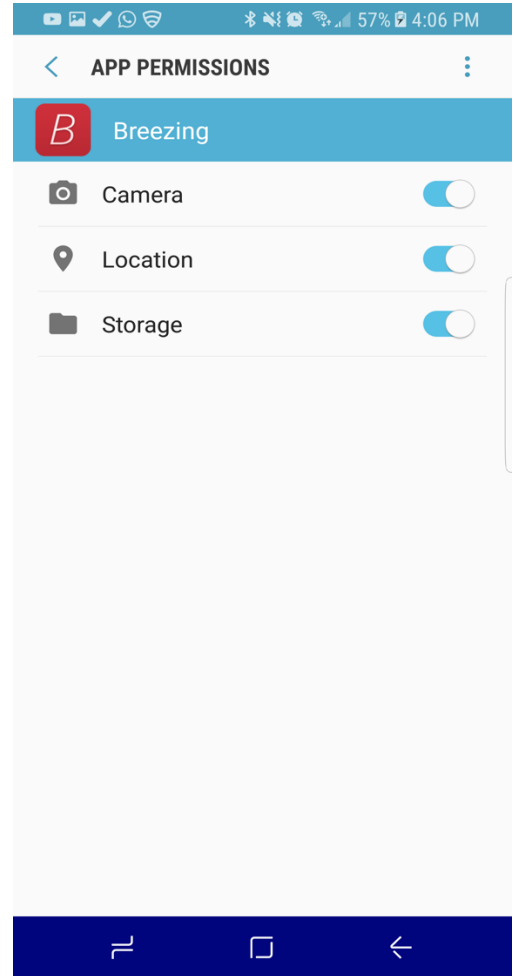 57% 4:06 PM
APP PERMISSIONS
B Breezing
Camera
Location
Storage